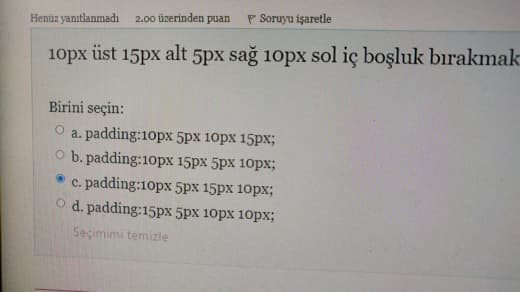 Henüz yanıtlanmadı 2.00 üzerinden puan Soruyu işaretle
10px üst 15px alt 5px sağ 10px sol iç boşluk bırakmak
Birini seçin:
a. padding:10px 5px 10px 15px;
b. padding:10px 15px 5px 10px;
c. padding:10px 5px 15px 10px;
d. padding:15px 5px 10px 10px;
Seçimimi temizle